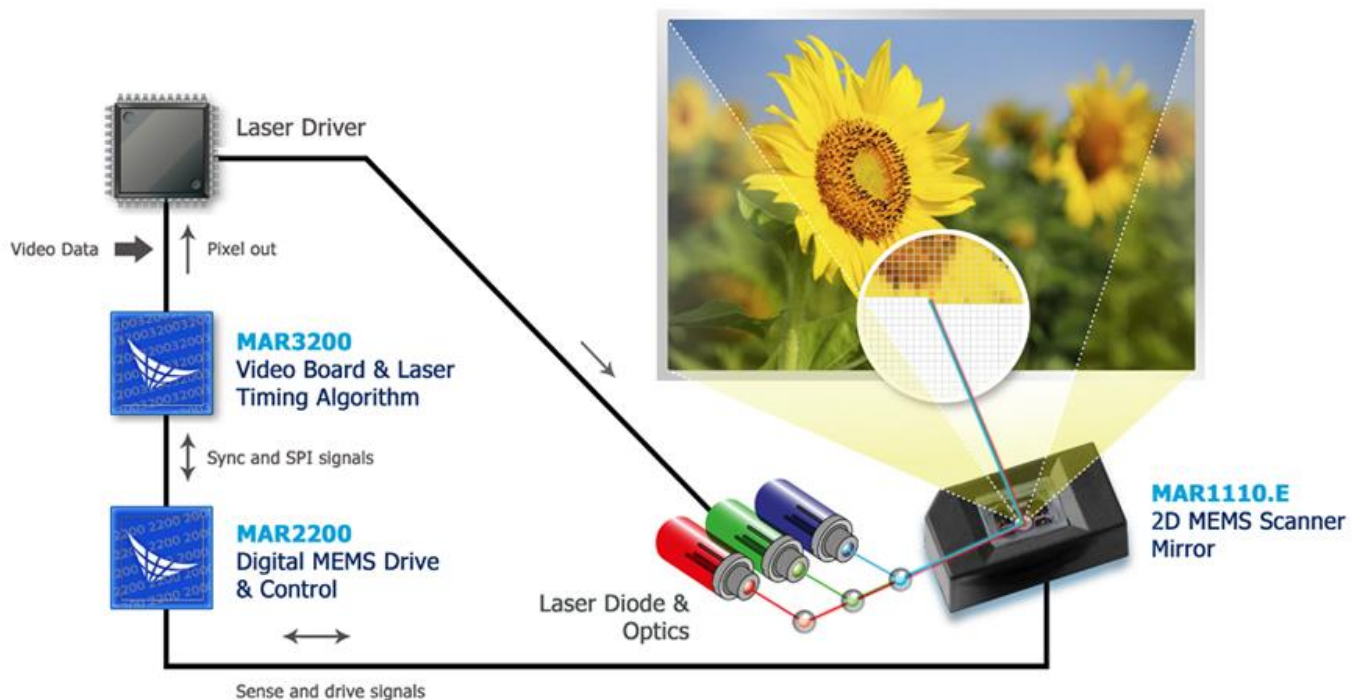 Laser Driver
Video Data
Pixel out
MAR3200
Video Board & Laser
Timing Algorithm
Sync and SPI signals
MAR2200
Digital MEMS Drive
& Control
Laser Diode &
Optics
MAR1110.E
2D MEMS Scanner
Mirror
Sense and drive signals